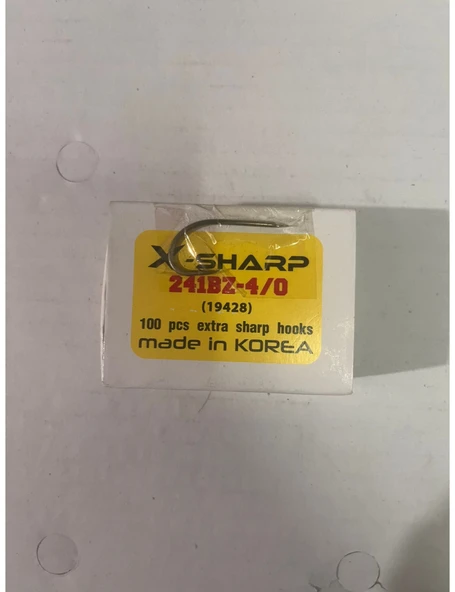 X-SHARP
241BZ-4/0
(19428)
100 pcs extra sharp hooks
made in KOREA